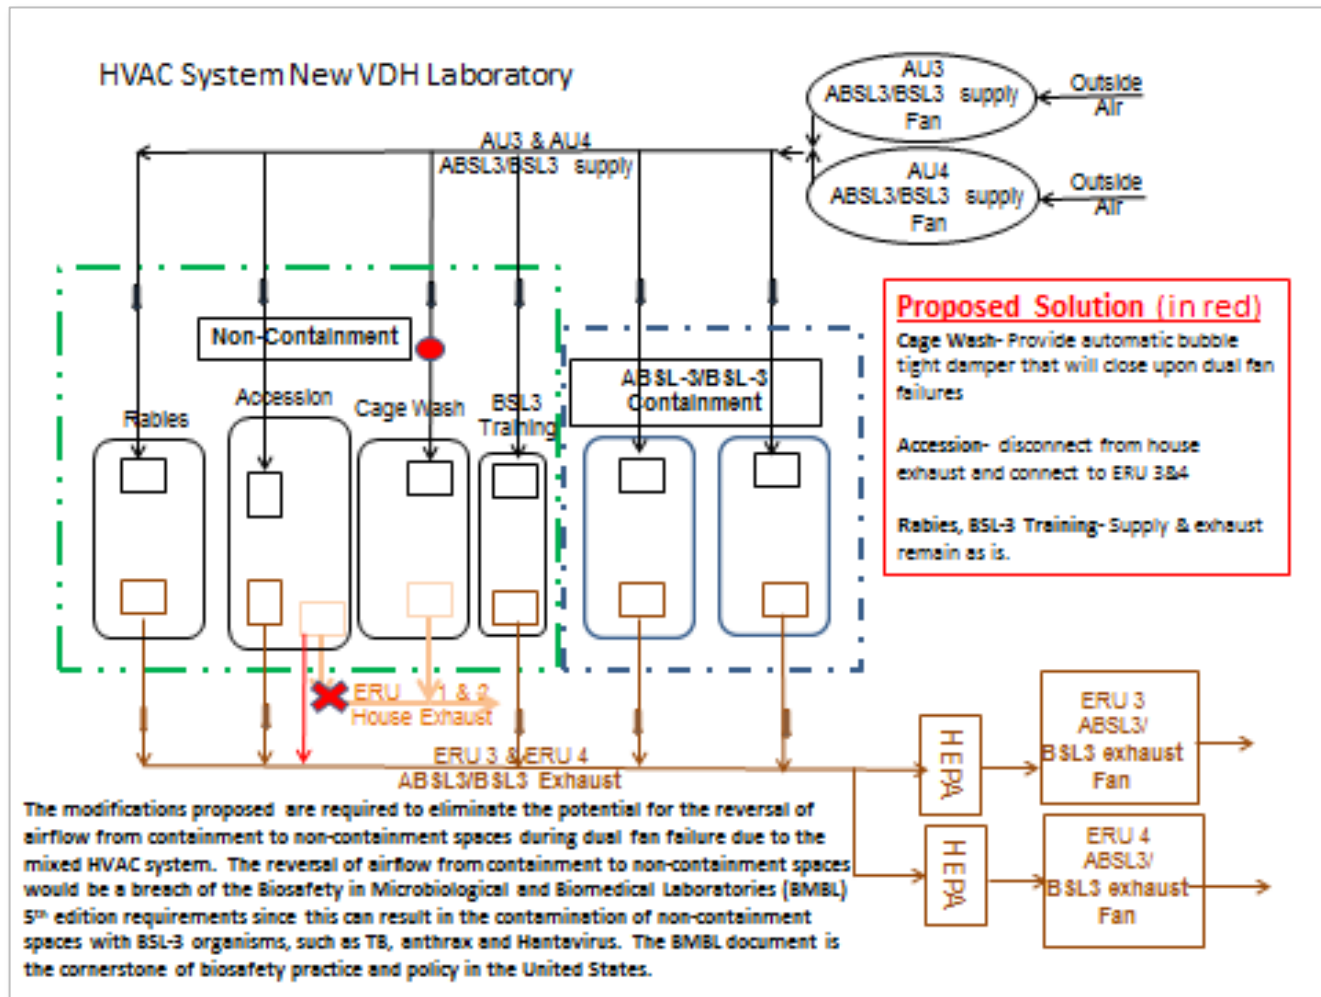 HVAC System New VDH Laboratory
AU3
ABSL3/BSL3 supply
Fan
Outside
Air
AU3 & AU4
ABSL3/BSL3 supply
AU4
ABSL3/BSL3 supply
Fan
Outside
Air
Proposed Solution (in red)
Cage Wash- Provide automatic bubble
tight damper that will close upon dual fan
failures
Accession- disconnect from house
exhaust and connect to ERU 3&4
Rabies, BSL-3 Training- Supply & exhaust
remain as is.
Non-Containment
ABSL-3/BSL-3
Containment
Rabies
Accession
Cage Wash
BSL3
Training
ERU 1 & 2
House Exhaust
ERU 3 & ERU 4
ABSL3/BSL3 Exhaust
HEPA
ERU 3
ABSL3/
BSL3 exhaust
Fan
HEPA
ERU 4
ABSL3/
BSL3 exhaust
Fan
The modifications proposed are required to eliminate the potential for the reversal of
airflow from containment to non-containment spaces during dual fan failure due to the
mixed HVAC system. The reversal of airflow from containment to non-containment spaces
would be a breach of the Biosafety in Microbiological and Biomedical Laboratories (BMBL)
5th edition requirements since this can result in the contamination of non-containment
spaces with BSL-3 organisms, such as TB, anthrax and Hantavirus. The BMBL document is
the cornerstone of biosafety practice and policy in the United States.